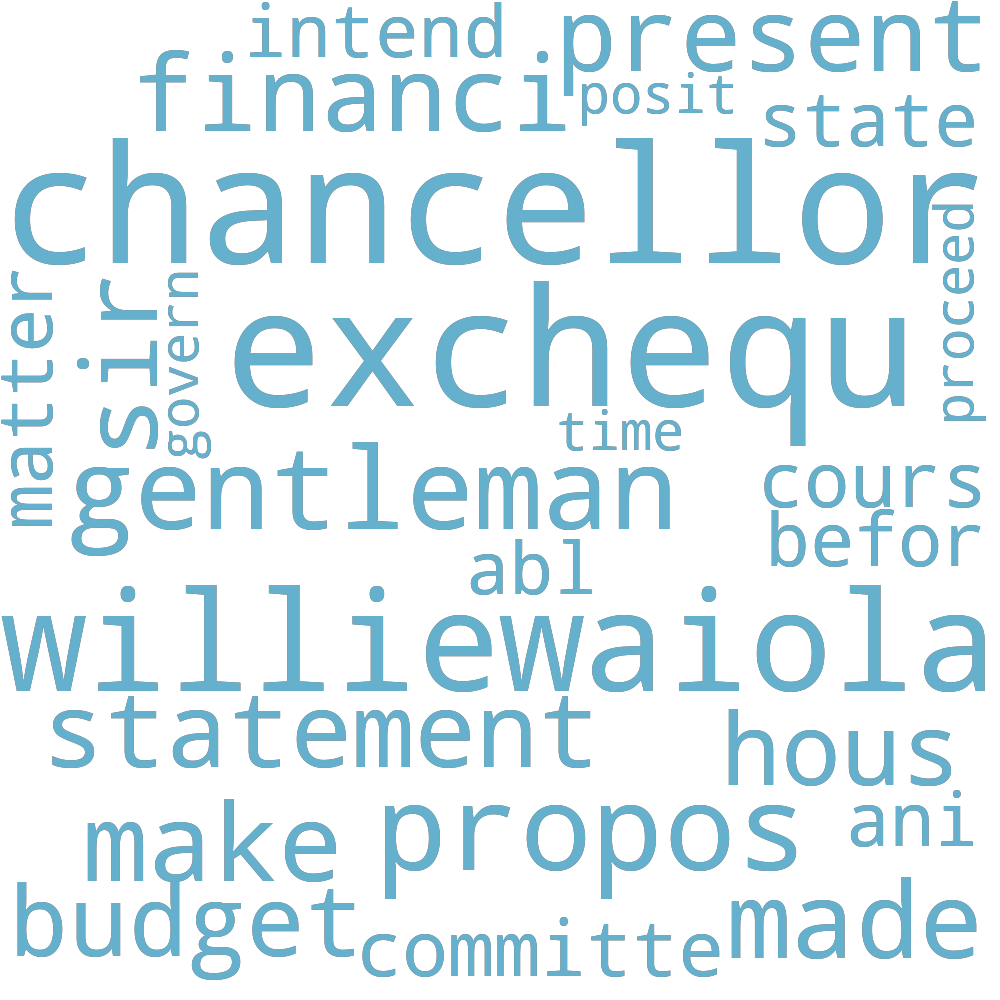 intend
present
financi
posit
state
chancellor
proceed
matter
sir
govern
exchequ
time
gentleman
cours
befor
abl
williewaiola
statement
hous
make
propos
ani
budget
committe
made